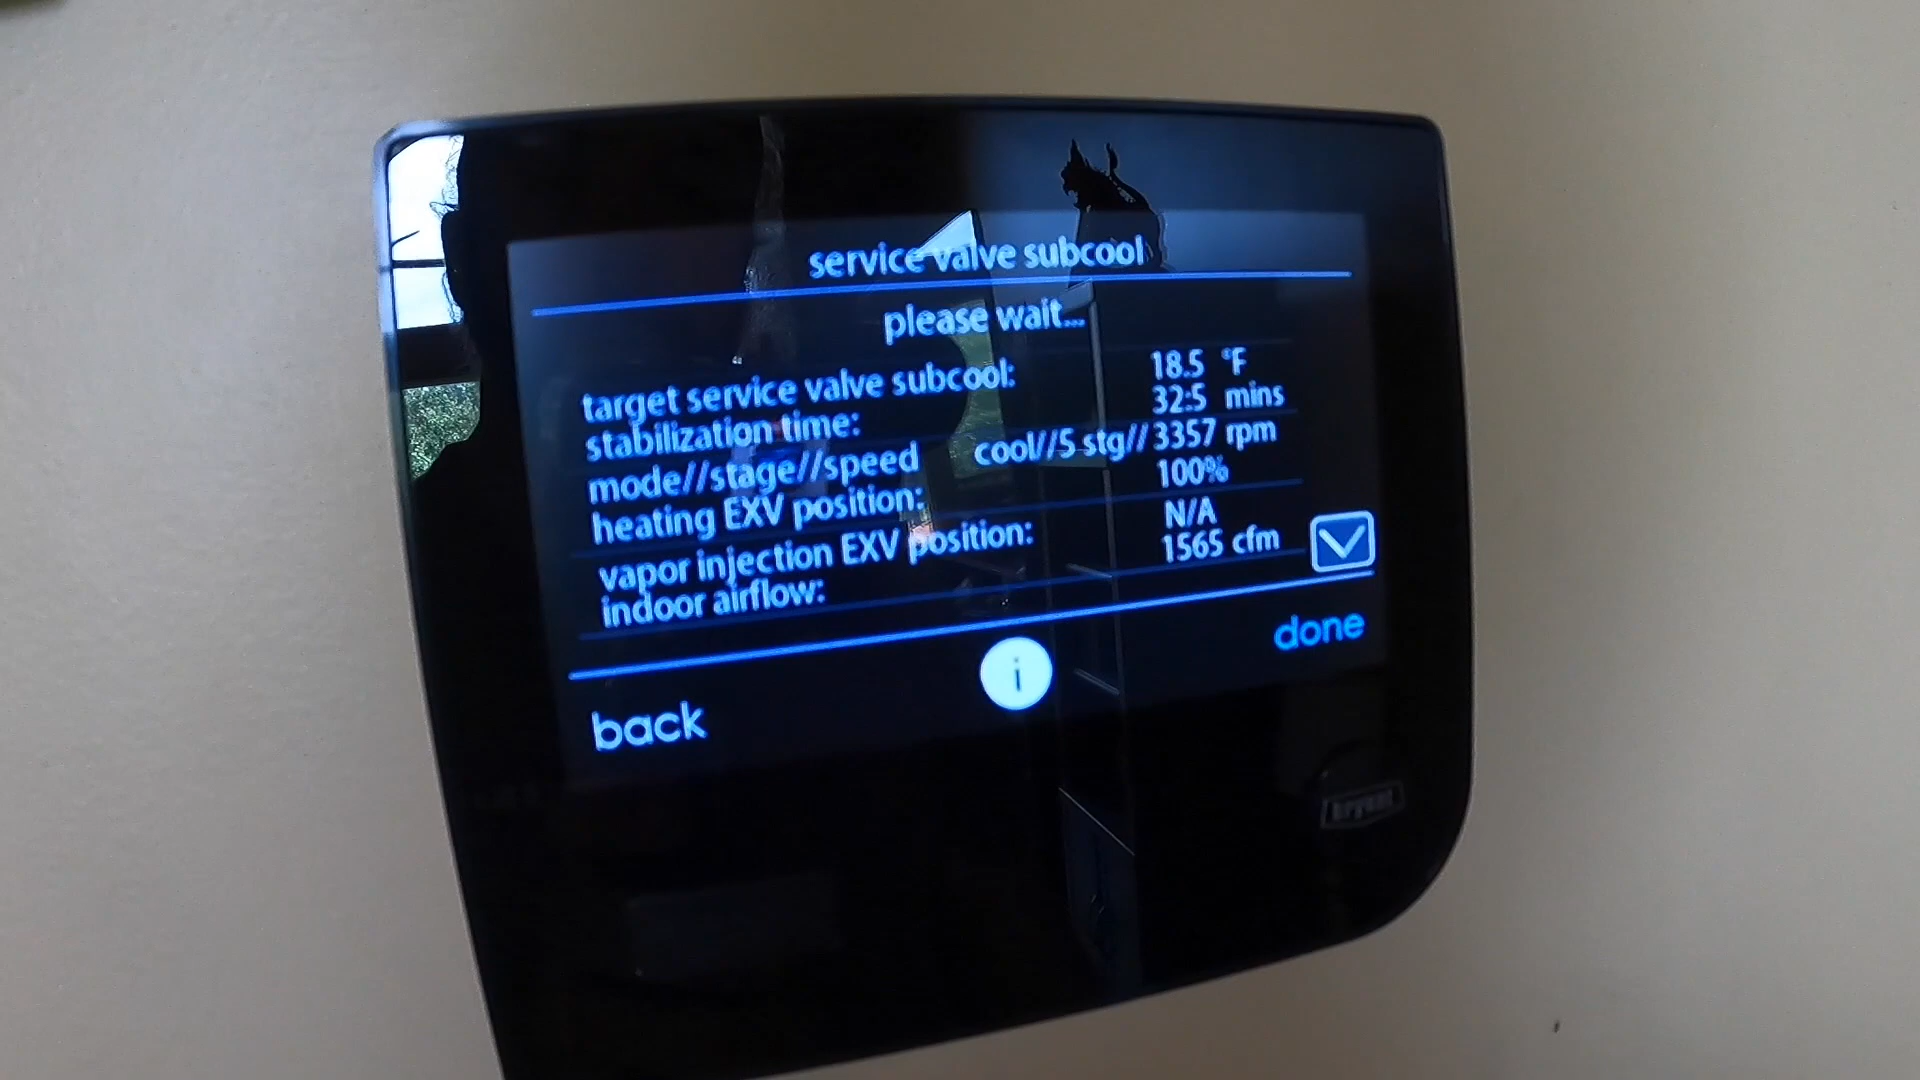 service valve subcool
please wait...
target service valve subcool: 18.5 °F
stabilization time: 32:5 mins
mode//stage//speed cool//5 stg//3357 rpm
heating EXV position: 100%
vapor injection EXV position: N/A
indoor airflow: 1565 cfm
i
done
back
bryant